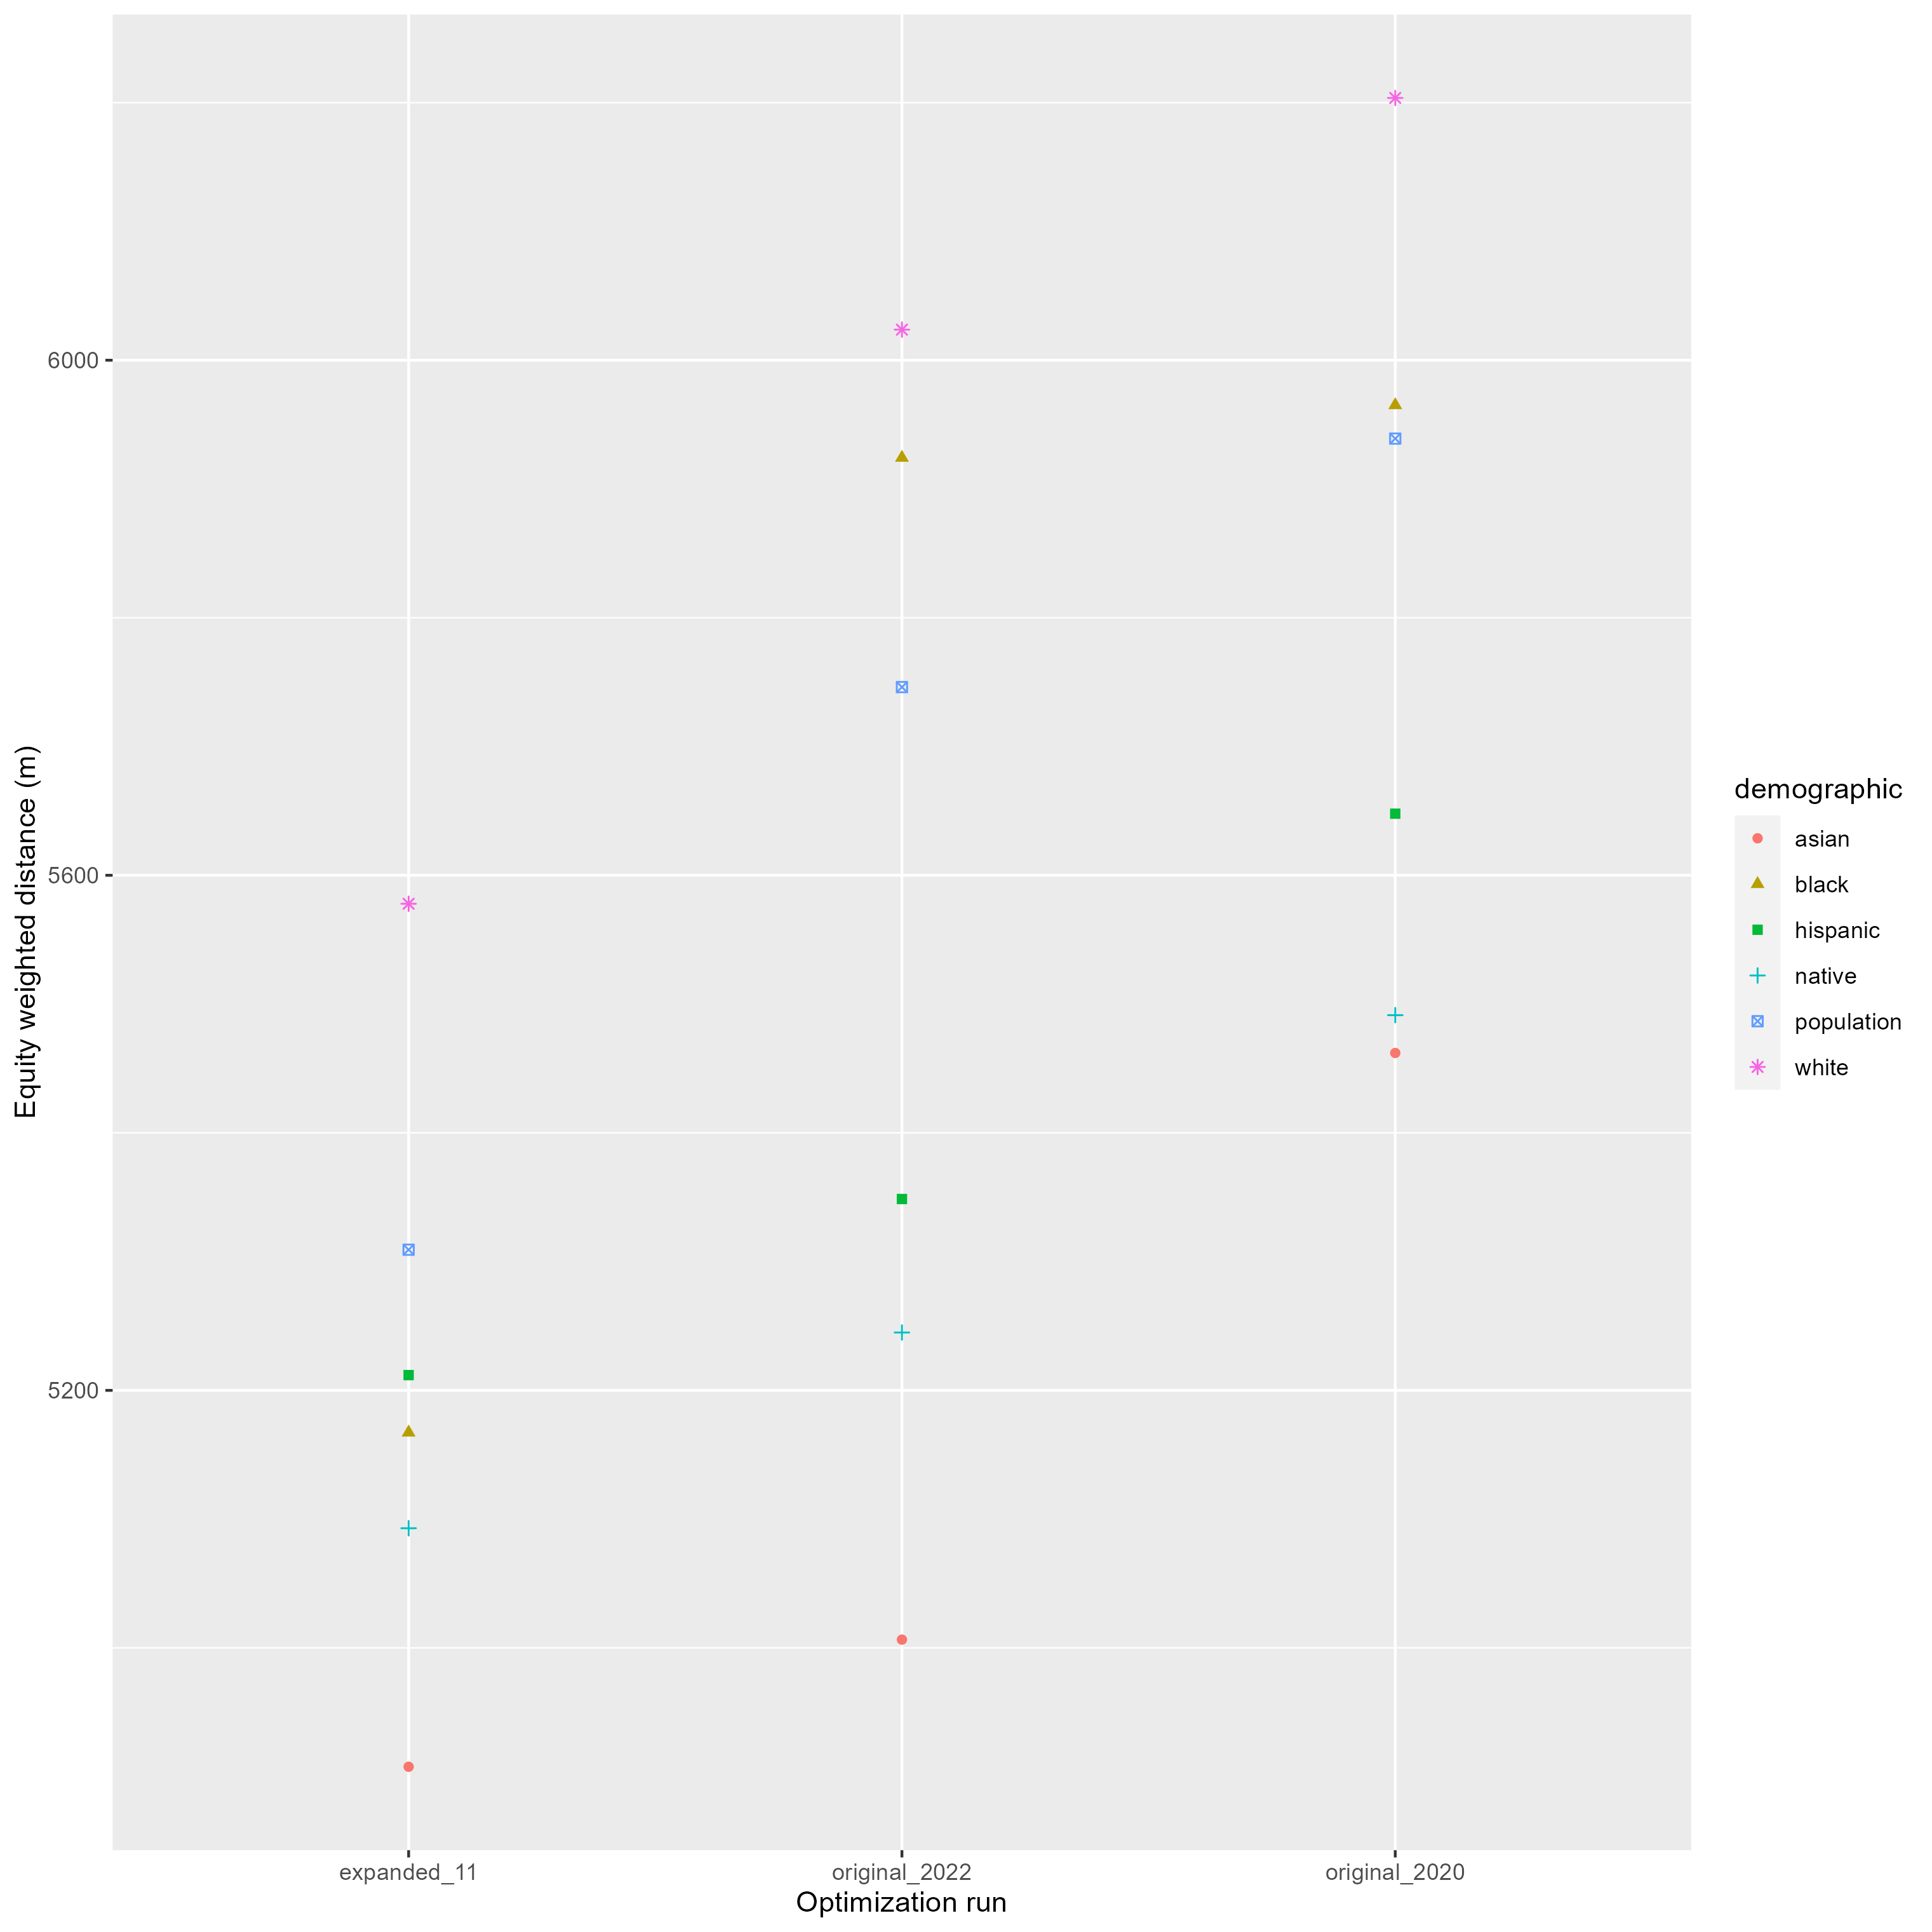 Equity weighted distance (m)
6000
5600
5200
expanded_11
original_2022
original_2020
Optimization run
demographic
asian
black
hispanic
native
population
white